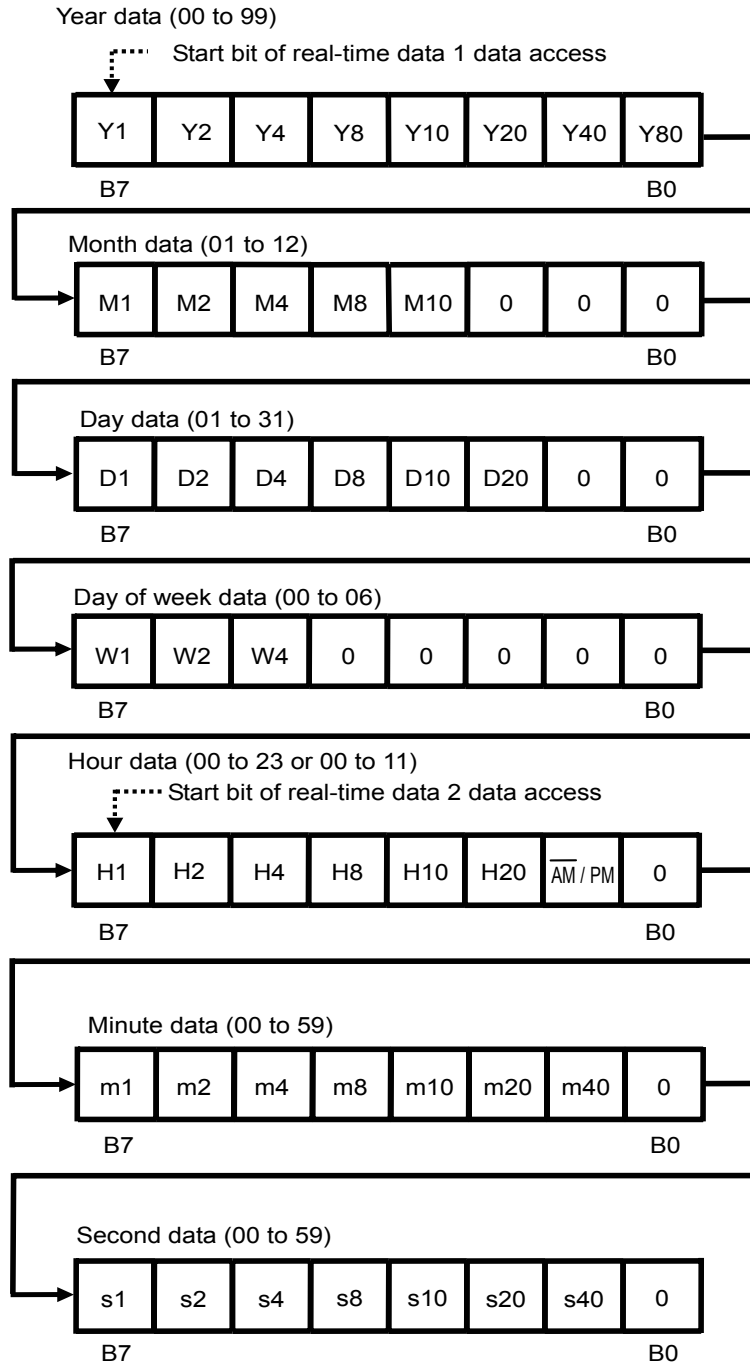 Year data (00 to 99)
Start bit of real-time data 1 data access
Y1 Y2 Y4 Y8 Y10 Y20 Y40 Y80
B7 B0
Month data (01 to 12)
M1 M2 M4 M8 M10 0 0 0
B7 B0
Day data (01 to 31)
D1 D2 D4 D8 D10 D20 0 0
B7 B0
Day of week data (00 to 06)
W1 W2 W4 0 0 0 0 0
B7 B0
Hour data (00 to 23 or 00 to 11)
Start bit of real-time data 2 data access
H1 H2 H4 H8 H10 H20 A̅M̅ / PM 0
B7 B0
Minute data (00 to 59)
m1 m2 m4 m8 m10 m20 m40 0
B7 B0
Second data (00 to 59)
s1 s2 s4 s8 s10 s20 s40 0
B7 B0